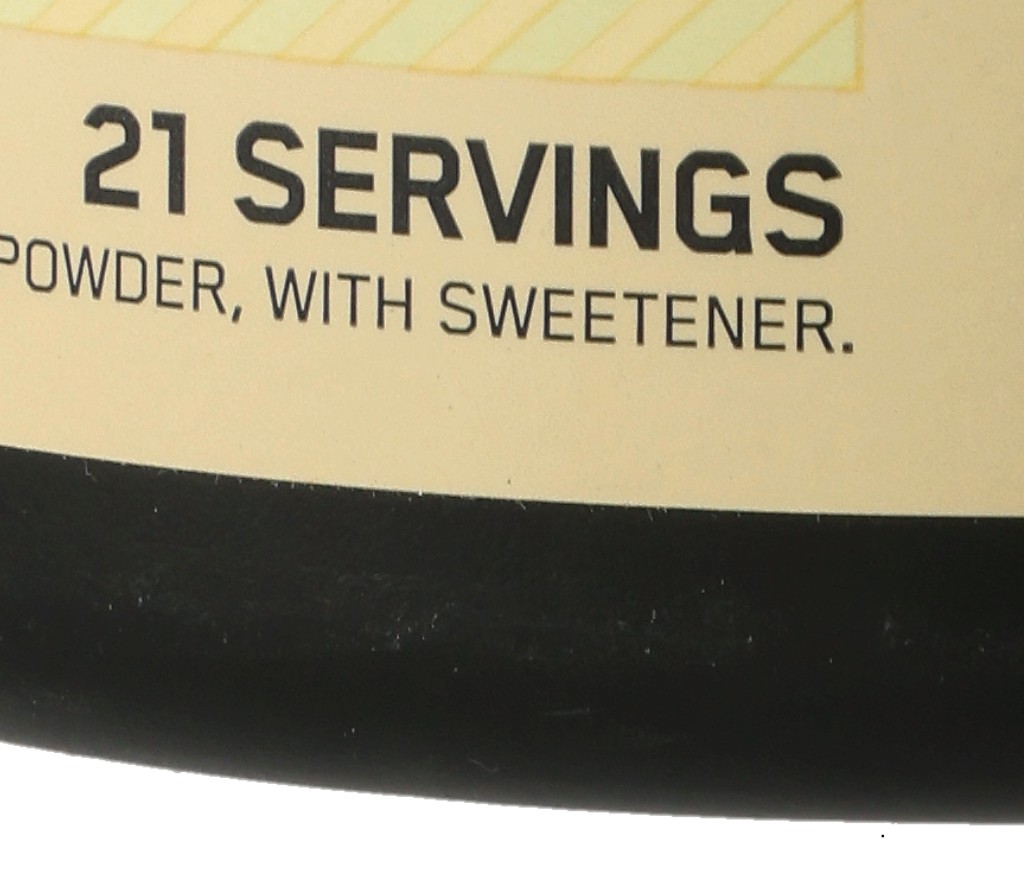 21 SERVINGS
POWDER, WITH SWEETENER.